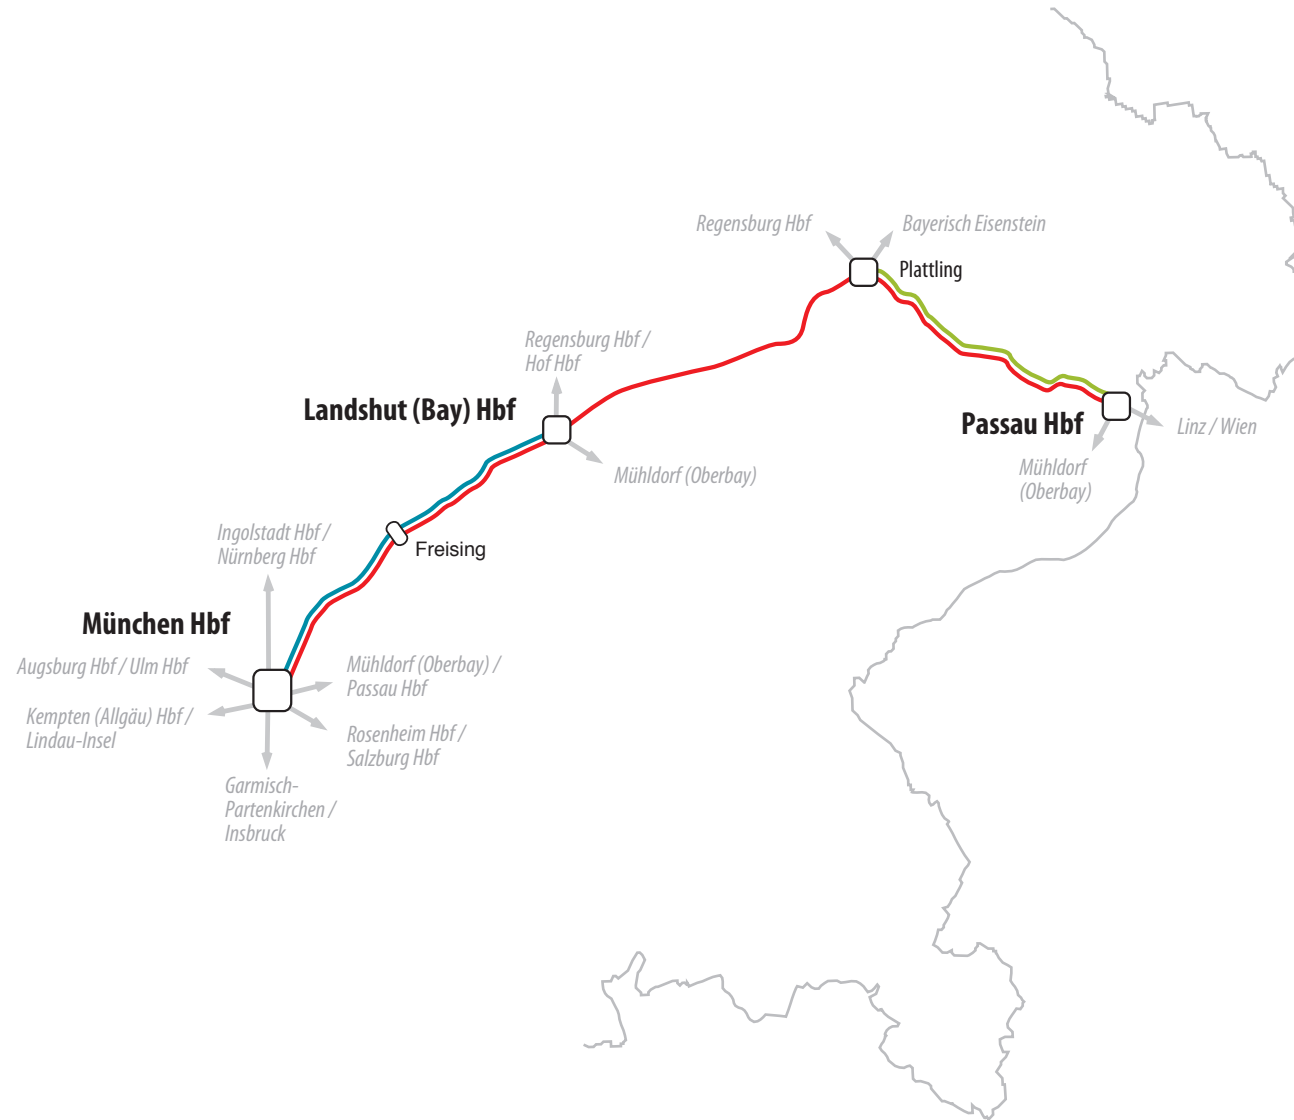 Regensburg Hbf
Bayerisch Eisenstein
Plattling
Regensburg Hbf /
Hof Hbf
Landshut (Bay) Hbf
Passau Hbf
Linz / Wien
Mühldorf (Oberbay)
Mühldorf
(Oberbay)
Ingolstadt Hbf /
Nürnberg Hbf
Freising
München Hbf
Augsburg Hbf / Ulm Hbf
Mühldorf (Oberbay) /
Passau Hbf
Kempten (Allgäu) Hbf /
Lindau-Insel
Rosenheim Hbf /
Salzburg Hbf
Garmisch-
Partenkirchen /
Insbruck